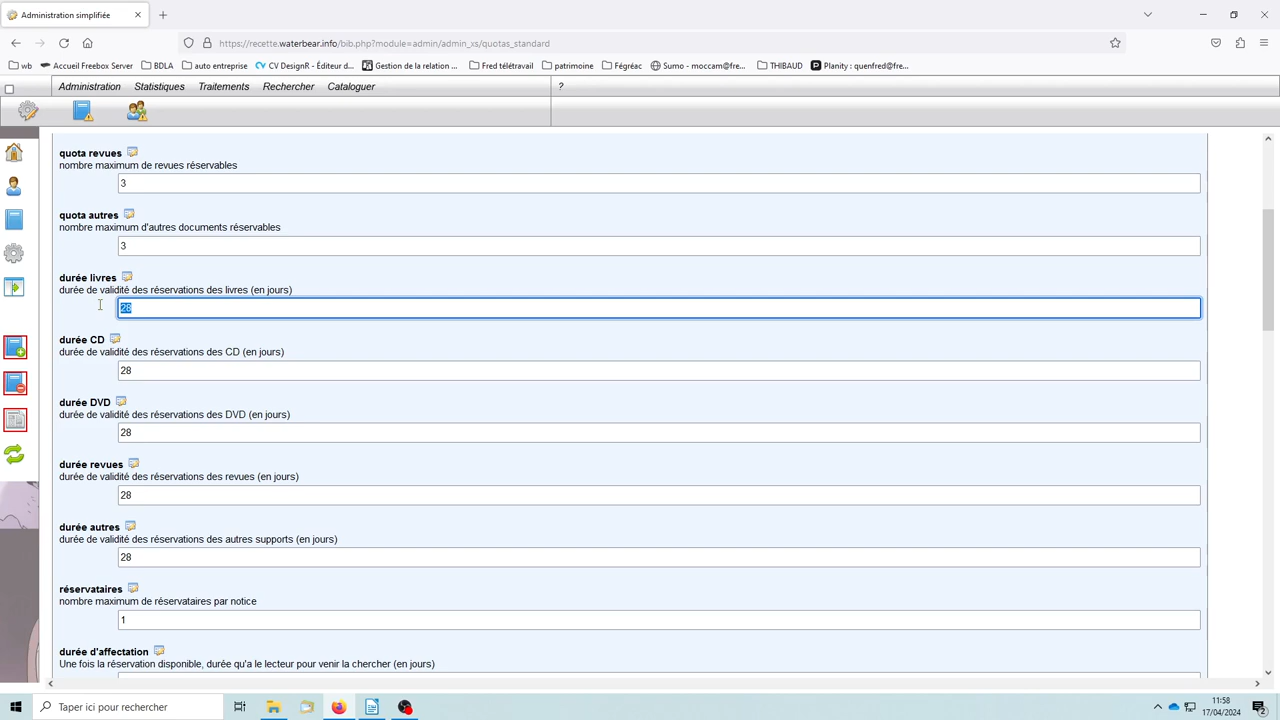 Administration simplifiée
https://recette.waterbear.info/bib.php?module=admin/admin_xs/quotas_standard
wb Accueil Freebox Server BDLA auto entreprise CV DesignR - Éditeur d... Gestion de la relation ... Fred télétravail patrimoine Fégréac Sumo - moccam@fre... THIBAUD Planity : quenfred@fre...
Administration Statistiques Traitements Rechercher Cataloguer ?
quota revues
nombre maximum de revues réservables
3
quota autres
nombre maximum d'autres documents réservables
3
durée livres
durée de validité des réservations des livres (en jours)
28
durée CD
durée de validité des réservations des CD (en jours)
28
durée DVD
durée de validité des réservations des DVD (en jours)
28
durée revues
durée de validité des réservations des revues (en jours)
28
durée autres
durée de validité des réservations des autres supports (en jours)
28
réservataires
nombre maximum de réservataires par notice
1
durée d'affectation
Une fois la réservation disponible, durée qu'a le lecteur pour venir la chercher (en jours)
Taper ici pour rechercher
11:58
17/04/2024
2